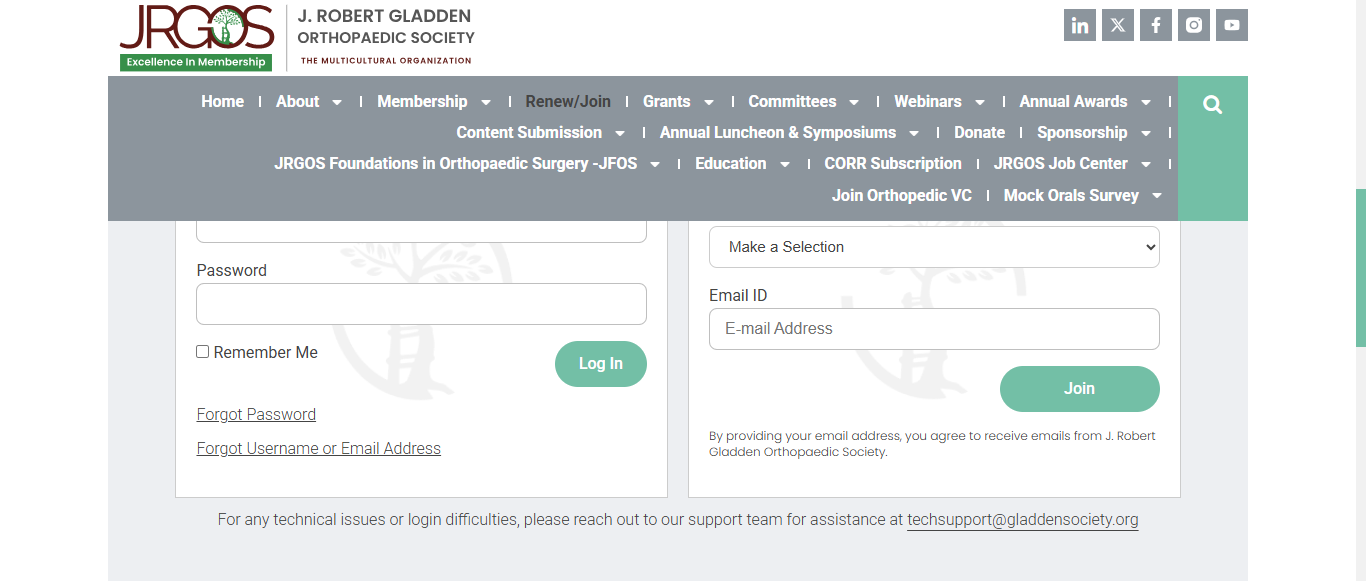 JRGOS
Excellence In Membership
J. ROBERT GLADDEN
ORTHOPAEDIC SOCIETY
THE MULTICULTURAL ORGANIZATION
Home | About | Membership | Renew/Join | Grants | Committees | Webinars | Annual Awards |
Content Submission | Annual Luncheon & Symposiums | Donate | Sponsorship |
JRGOS Foundations in Orthopaedic Surgery -JFOS | Education | CORR Subscription | JRGOS Job Center |
Join Orthopedic VC | Mock Orals Survey
Password
Remember Me
Log In
Forgot Password
Forgot Username or Email Address
Make a Selection
Email ID
E-mail Address
Join
By providing your email address, you agree to receive emails from J. Robert
Gladden Orthopaedic Society.
For any technical issues or login difficulties, please reach out to our support team for assistance at techsupport@gladdensociety.org